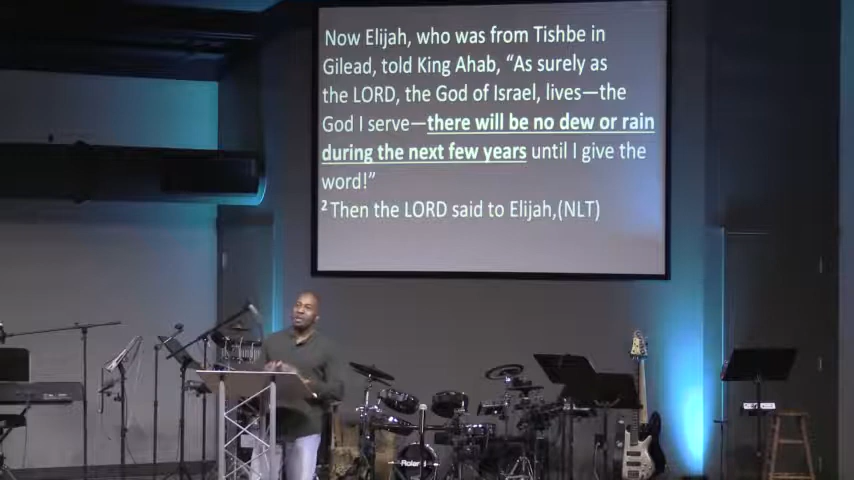 Now Elijah, who was from Tishbe in
Gilead, told King Ahab, “As surely as
the LORD, the God of Israel, lives—the
God I serve—there will be no dew or rain
during the next few years until I give the
word!”
2 Then the LORD said to Elijah,(NLT)
Roland